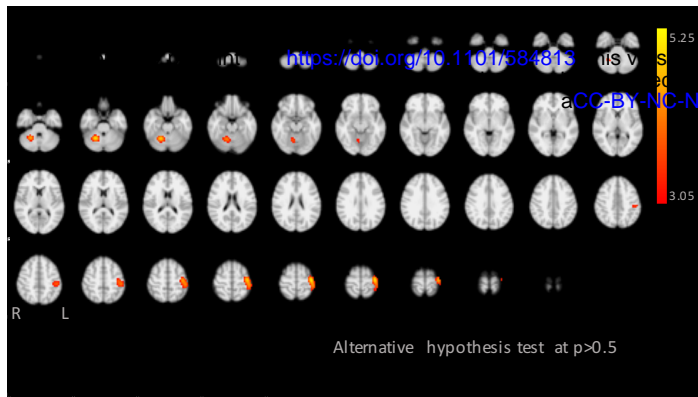 5.25
https://doi.org/10.1101/584813
aCC-BY-NC-N
3.05
R L
Alternative hypothesis test at p>0.5